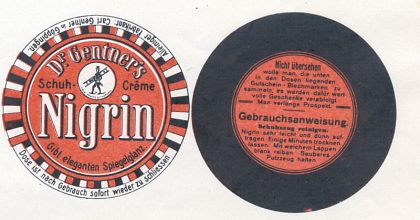 Alleiniger Fabrikant: Carl Gentner in Göppingen.
Dr Gentner's
Schuh- Crême
Nigrin
Gibt eleganten Spiegelglanz.
Dose ist nach Gebrauch sofort wieder zu schliessen
Nicht übersehen
wolle man, die unten
in den Dosen liegenden
Gutschein-Blechmarken zu
sammeln, es werden dafür wert-
volle Geschenke verabfolgt
Man verlange Prospekt.
Gebrauchsanweisung.
Schuhzeug reinigen.
Nigrin sehr leicht und dünn auf-
tragen. Einige Minuten trocknen
lassen. Mit weichem Lappen
blank reiben. Sauberes
Putzzeug halten.